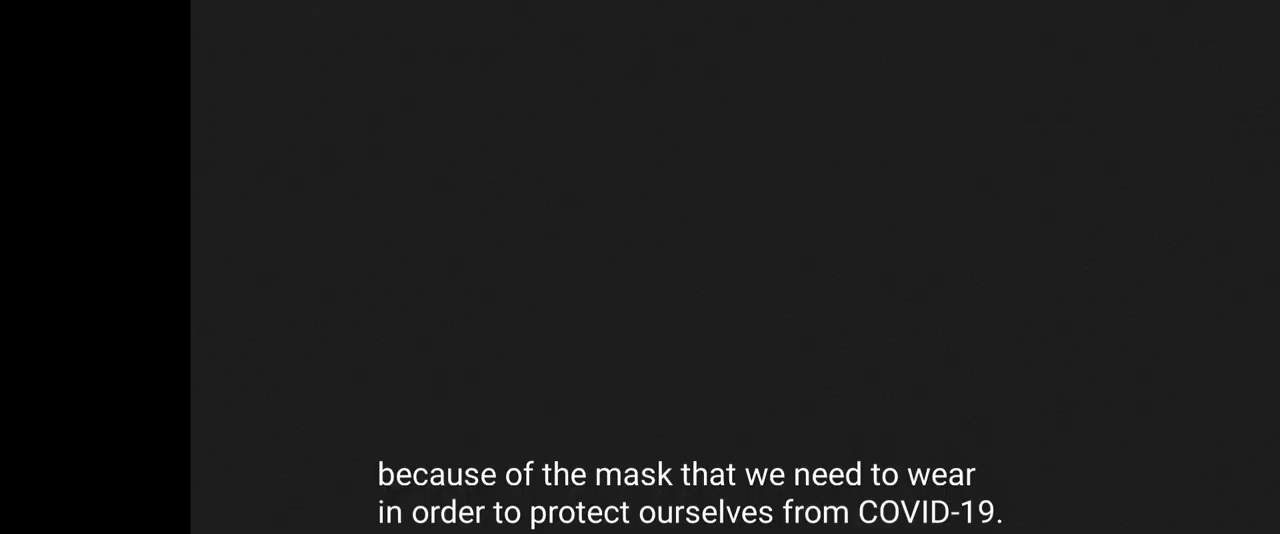 because of the mask that we need to wear
in order to protect ourselves from COVID-19.